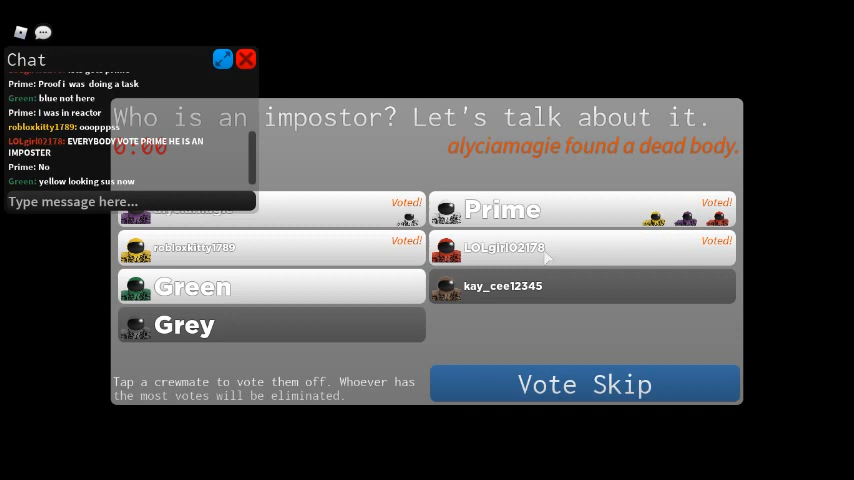 Chat
Prime: Proof i was doing a task
Green: blue not here
Prime: I was in reactor
robloxkitty1789: ooopppss
LOLgirl02178: EVERYBODY VOTE PRIME HE IS AN
IMPOSTER
Prime: No
Green: yellow looking sus now
Type message here...
Who is an impostor? Let's talk about it.
0:00
alyciamagie found a dead body.
alyciamagie
Voted!
Prime
Voted!
robloxkitty1789
Voted!
LOLgirl02178
Voted!
Green
kay_cee12345
Grey
Tap a crewmate to vote them off. Whoever has
the most votes will be eliminated.
Vote Skip